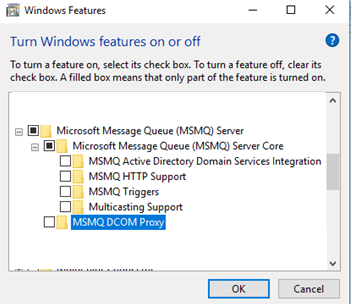 Windows Features
Turn Windows features on or off
To turn a feature on, select its check box. To turn a feature off, clear its
check box. A filled box means that only part of the feature is turned on.
Microsoft Message Queue (MSMQ) Server
Microsoft Message Queue (MSMQ) Server Core
MSMQ Active Directory Domain Services Integration
MSMQ HTTP Support
MSMQ Triggers
Multicasting Support
MSMQ DCOM Proxy
OK Cancel